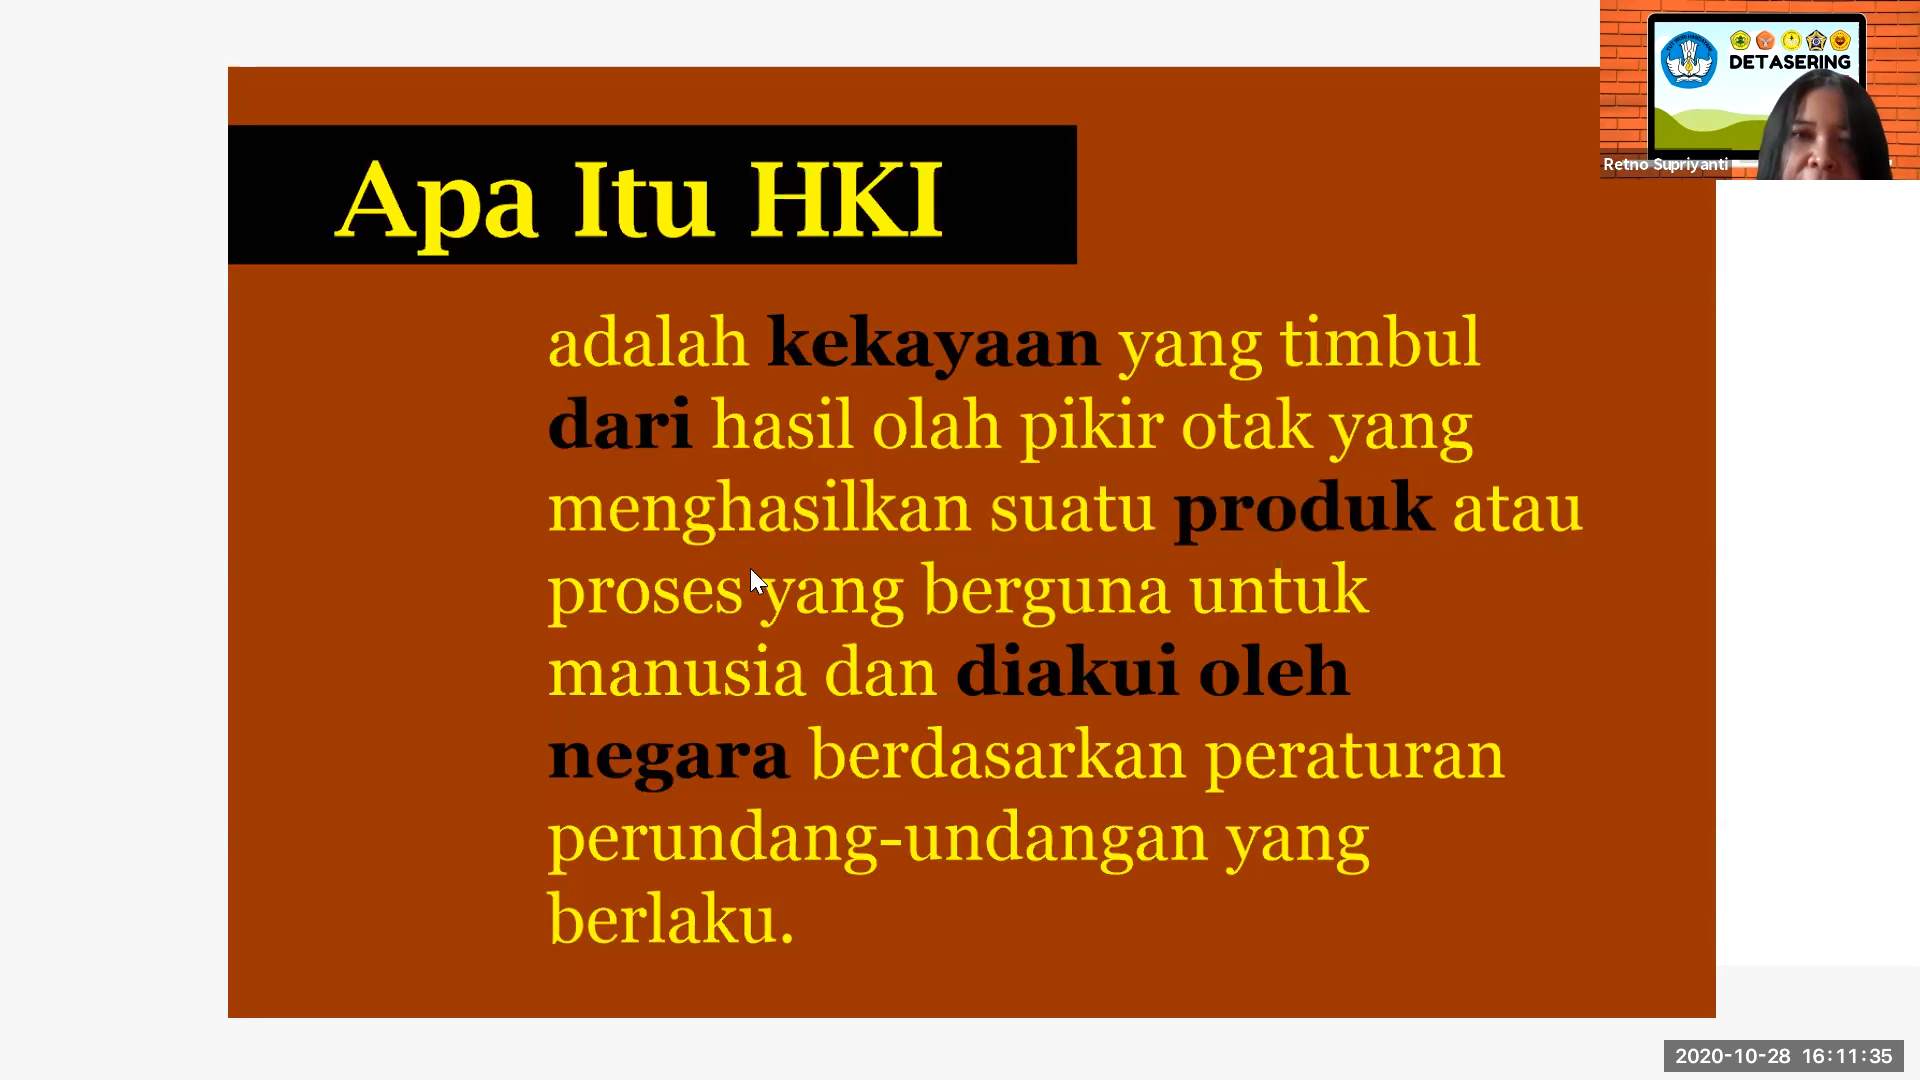 DETASERING
Retno Supriyanti
Apa Itu HKI
adalah kekayaan yang timbul
dari hasil olah pikir otak yang
menghasilkan suatu produk atau
proses yang berguna untuk
manusia dan diakui oleh
negara berdasarkan peraturan
perundang-undangan yang
berlaku.
2020-10-28 16:11:35